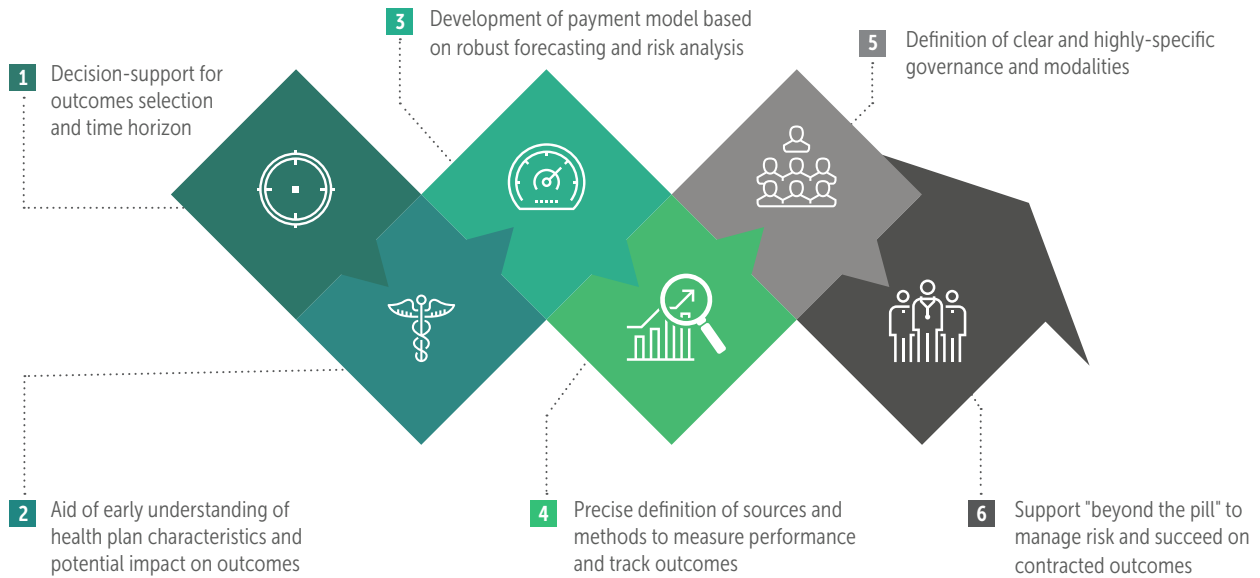 1
Decision-support for
outcomes selection
and time horizon
2
Aid of early understanding of
health plan characteristics and
potential impact on outcomes
3
Development of payment model based
on robust forecasting and risk analysis
4
Precise definition of sources and
methods to measure performance
and track outcomes
5
Definition of clear and highly-specific
governance and modalities
6
Support "beyond the pill" to
manage risk and succeed on
contracted outcomes